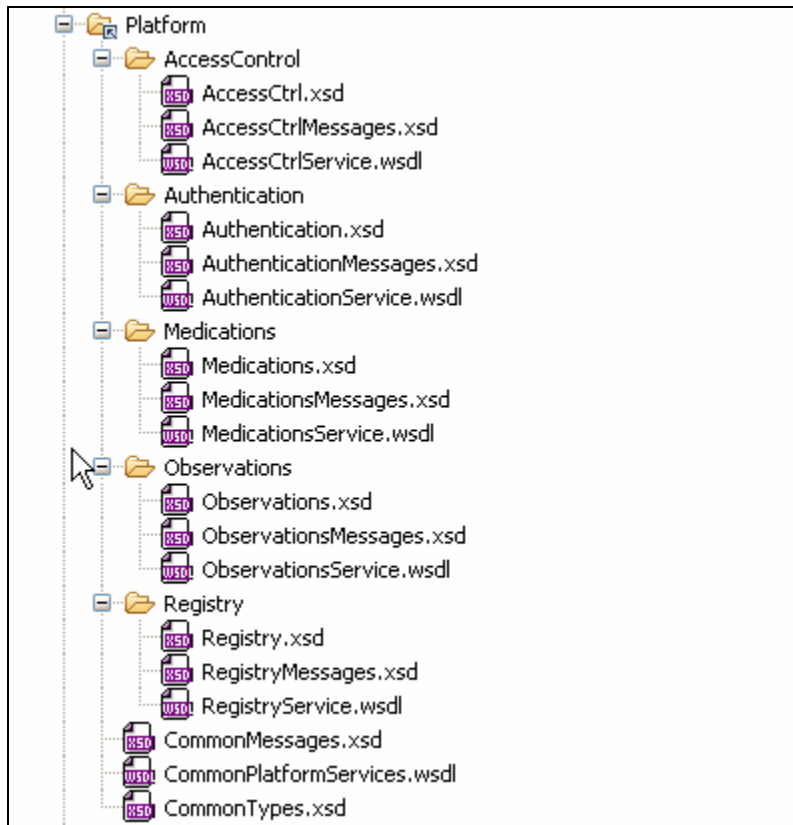 Platform
AccessControl
AccessCtrl.xsd
AccessCtrlMessages.xsd
AccessCtrlService.wsdl
Authentication
Authentication.xsd
AuthenticationMessages.xsd
AuthenticationService.wsdl
Medications
Medications.xsd
MedicationsMessages.xsd
MedicationsService.wsdl
Observations
Observations.xsd
ObservationsMessages.xsd
ObservationsService.wsdl
Registry
Registry.xsd
RegistryMessages.xsd
RegistryService.wsdl
CommonMessages.xsd
CommonPlatformServices.wsdl
CommonTypes.xsd